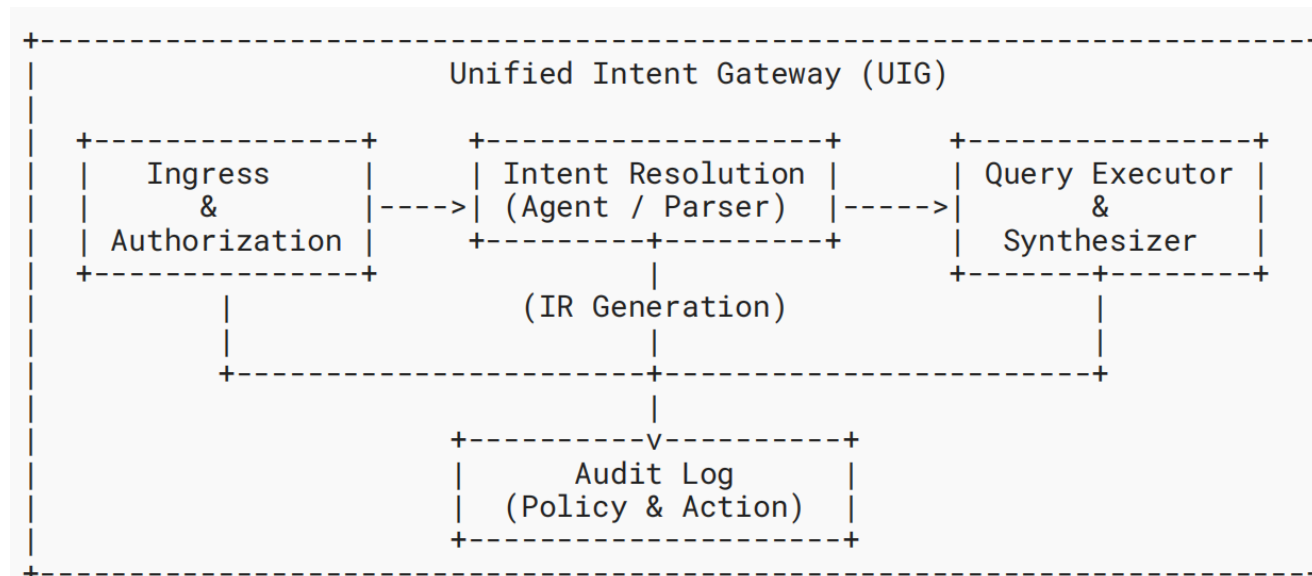 Unified Intent Gateway (UIG)
Ingress
&
Authorization
---->
Intent Resolution
(Agent / Parser)
----->
Query Executor
&
Synthesizer
(IR Generation)
v
Audit Log
(Policy & Action)